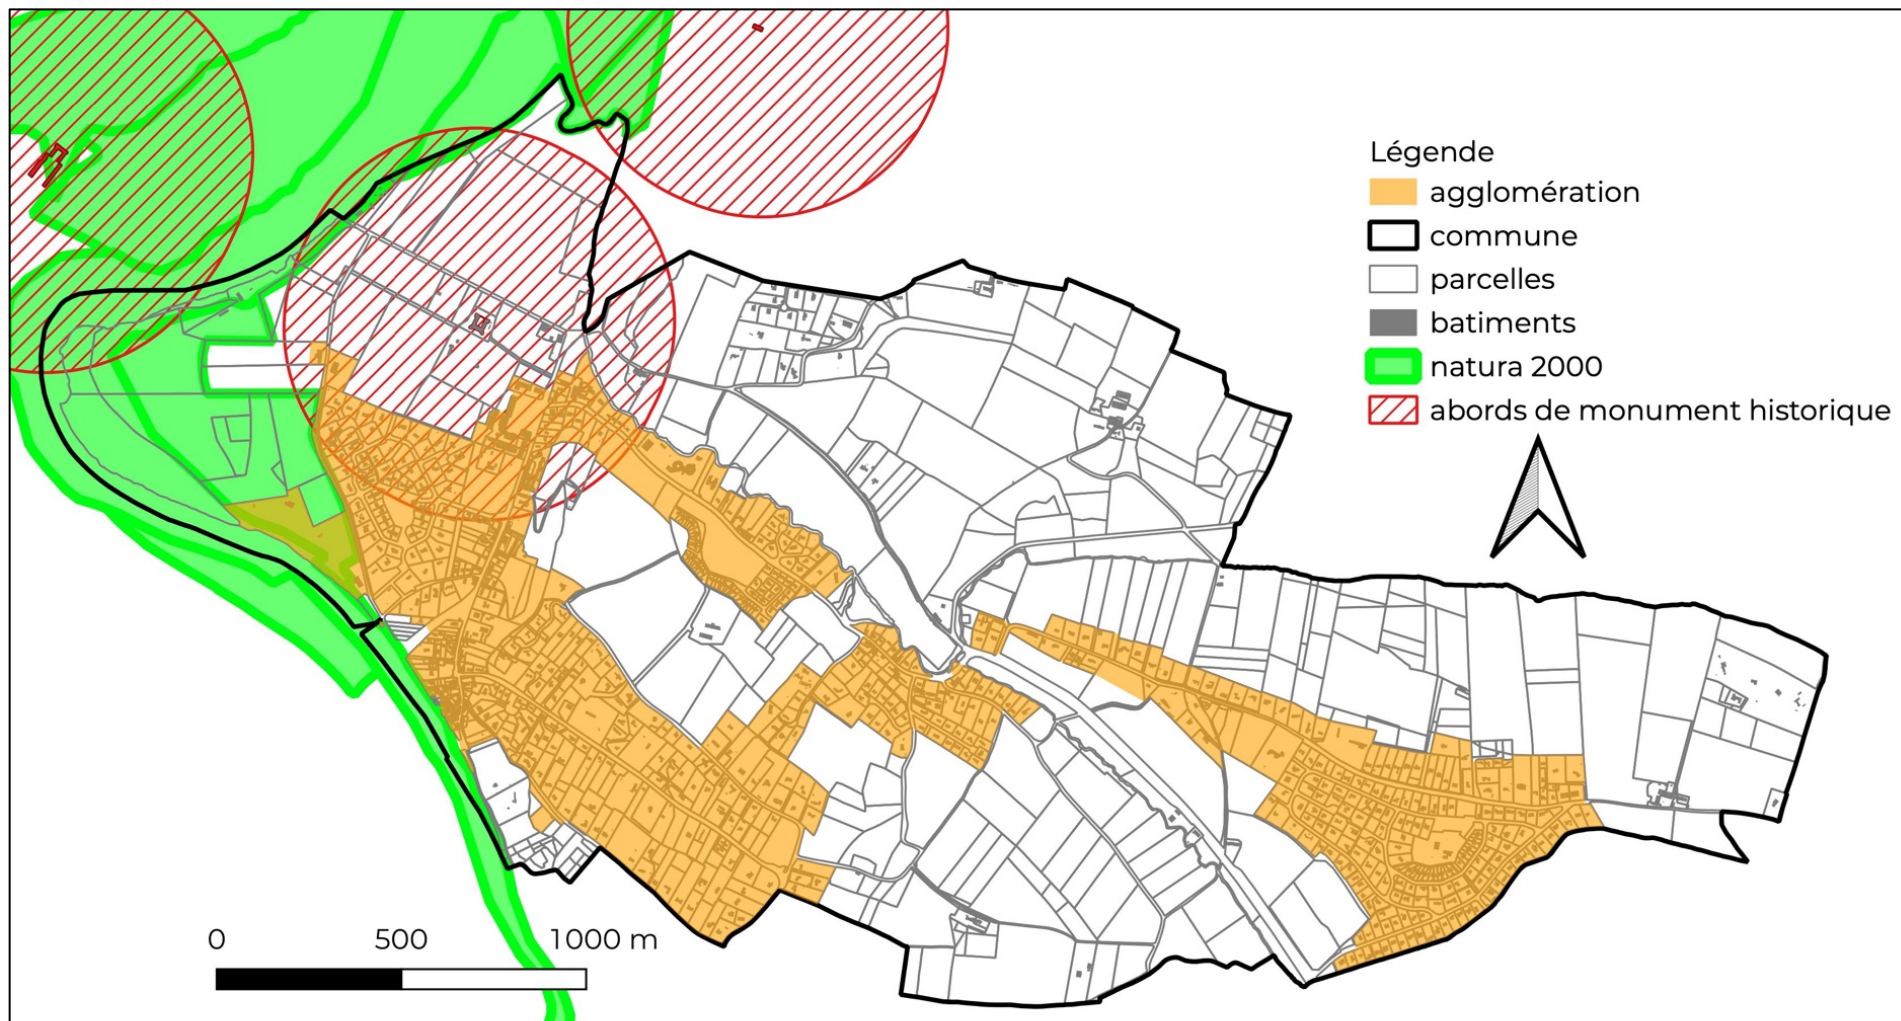 Légende
agglomération
commune
parcelles
batiments
natura 2000
abords de monument historique
0 500 1000 m